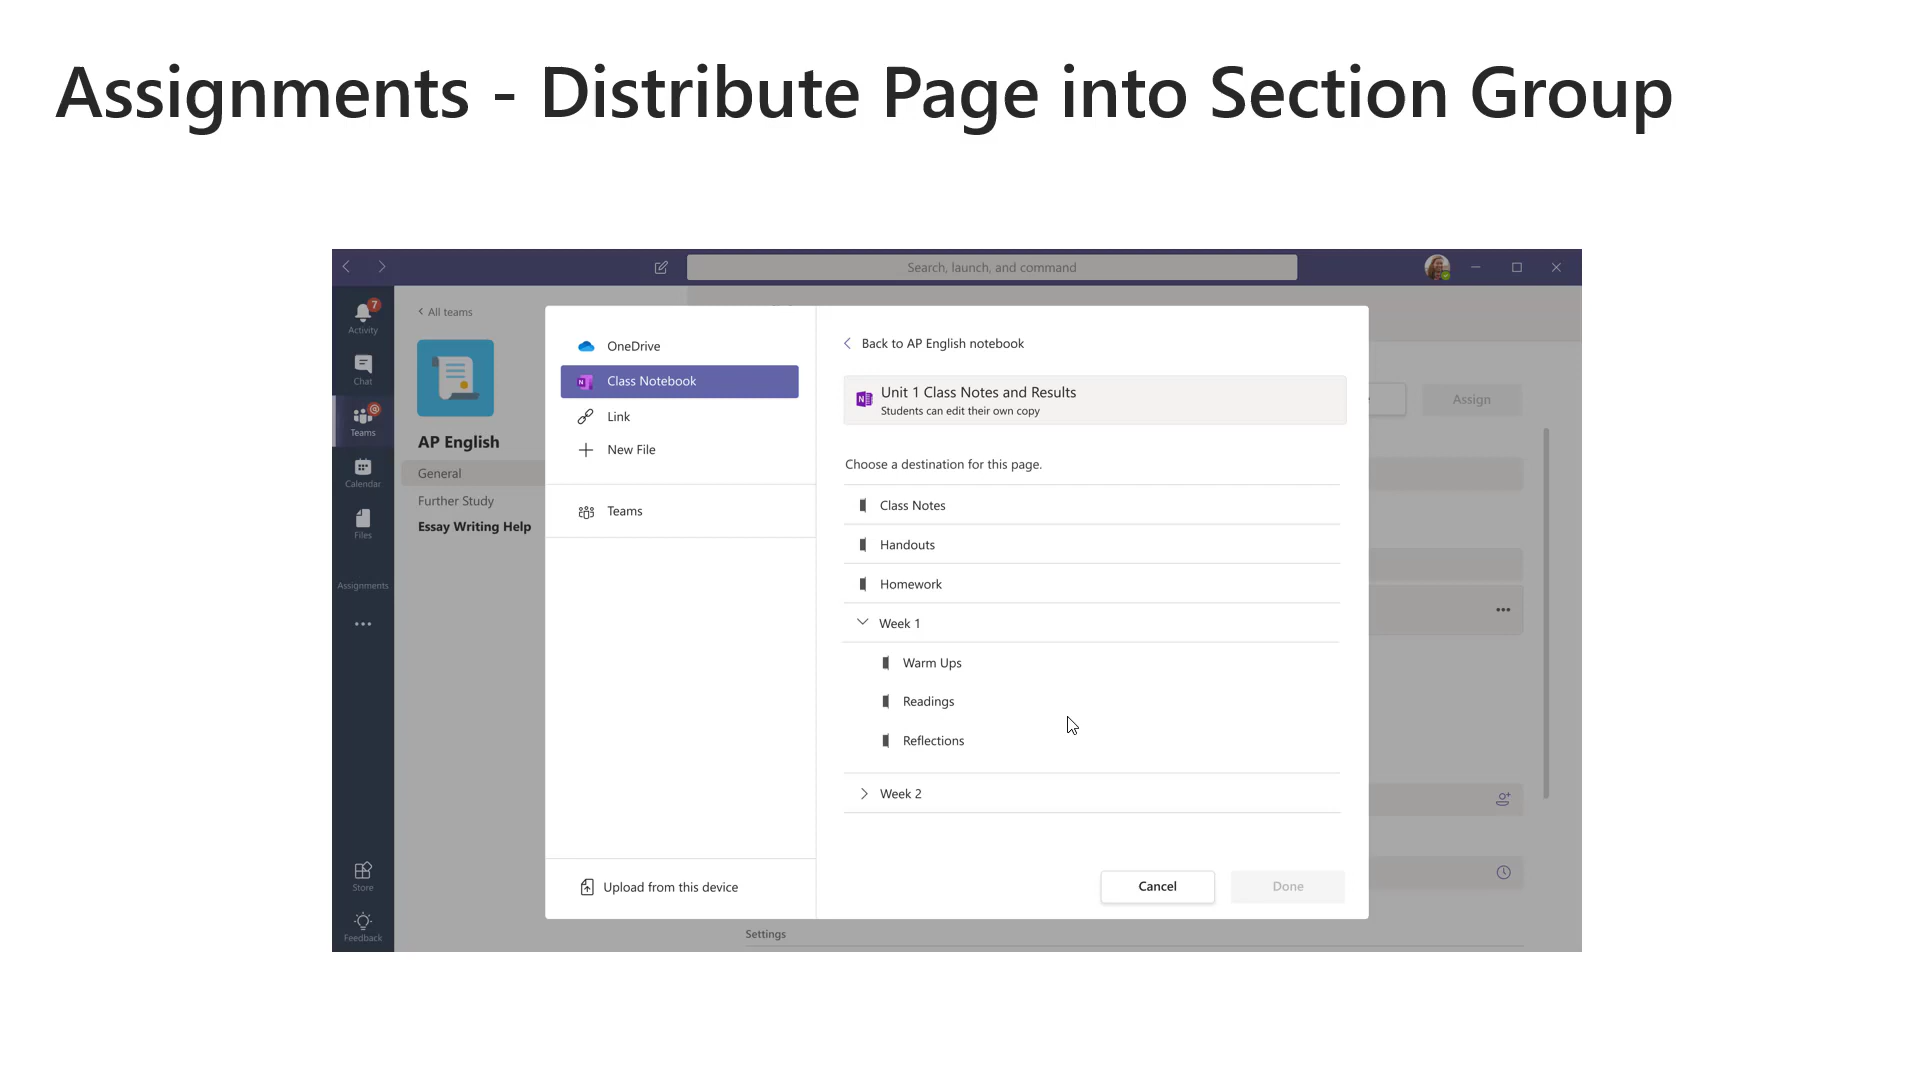 Assignments - Distribute Page into Section Group
Search, launch, and command
7
Activity
Chat
Teams
Calendar
Files
Assignments
Store
Feedback
All teams
AP English
General
Further Study
Essay Writing Help
OneDrive
Class Notebook
Link
New File
Teams
Upload from this device
Back to AP English notebook
Unit 1 Class Notes and Results
Students can edit their own copy
Choose a destination for this page.
Class Notes
Handouts
Homework
Week 1
Warm Ups
Readings
Reflections
Week 2
Cancel
Done
Assign
Settings